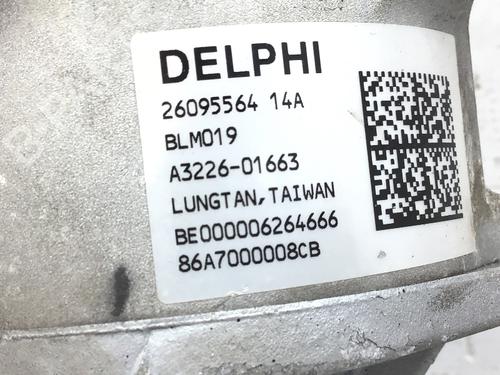 DELPHI
26095564 14A
BLM019
A3226-01663
LUNGTAN,TAIWAN
BE000006264666
86A7000008CB